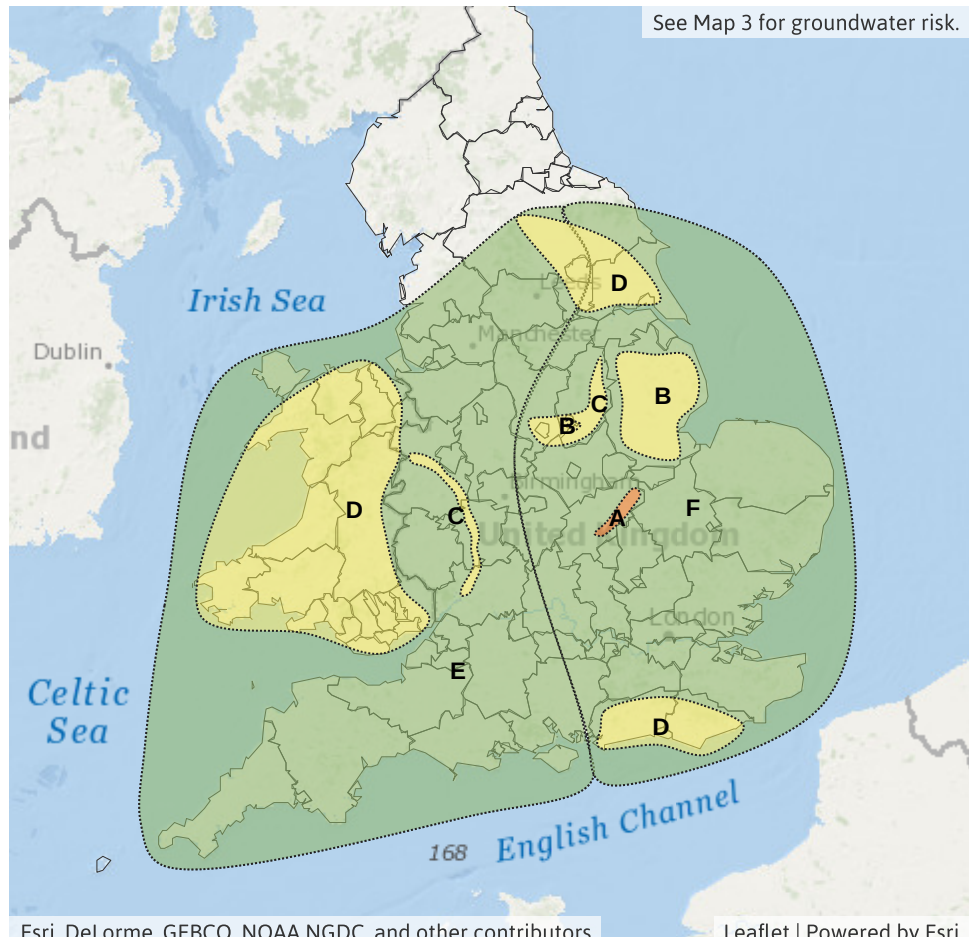 See Map 3 for groundwater risk.
D
Leeds
Irish Sea
Manchester
Dublin
B
C
B
nd
Birmingham
D
C
A
F
United Kingdom
London
E
Celtic
Sea
D
English Channel
168
Esri, DeLorme, GEBCO, NOAA NGDC, and other contributors
Leaflet | Powered by Esri